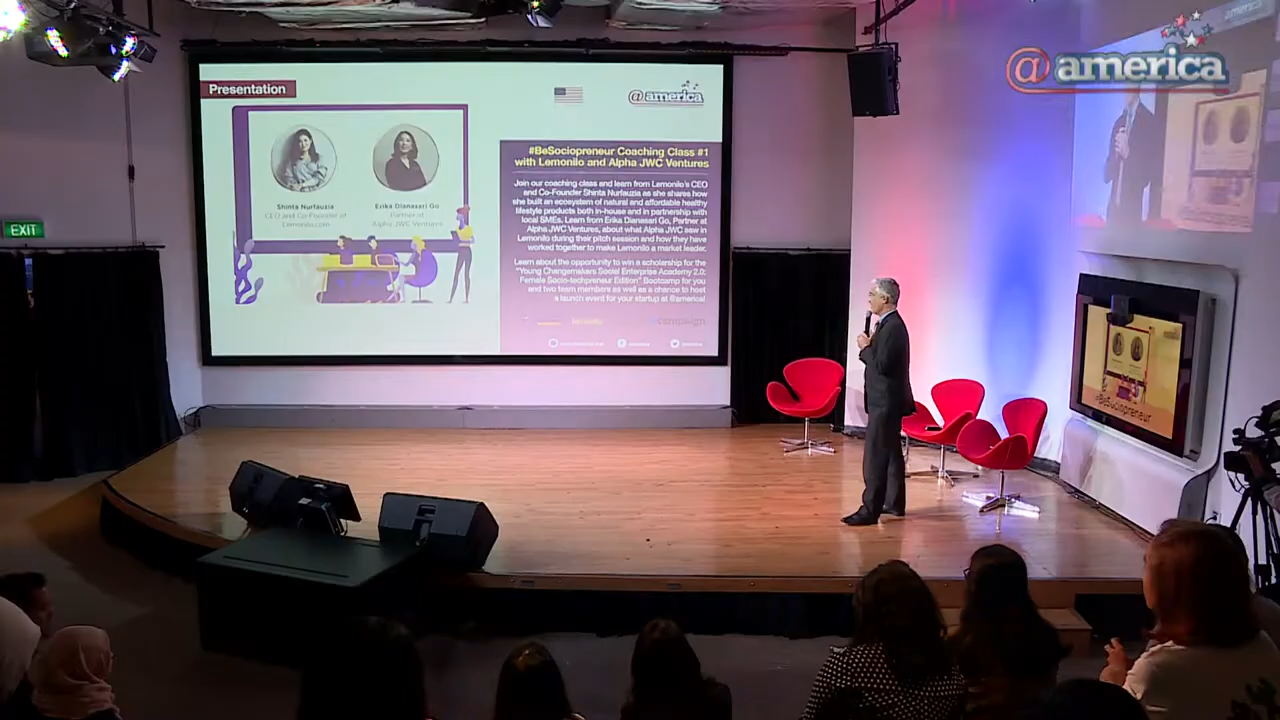 Presentation
@america
#BeSociopreneur Coaching Class #1
with Lemonilo and Alpha JWC Ventures
Join our coaching class and learn from Lemonilo's CEO
and Co-Founder Shinta Nurfauzia as she shares how
she built an ecosystem of natural and affordable healthy
lifestyle products both in-house and in partnership with
local SMEs. Learn from Erika Dianasari Go, Partner at
Alpha JWC Ventures, about what Alpha JWC saw in
Lemonilo during their pitch session and how they have
worked together to make Lemonilo a market leader.
Learn about the opportunity to win a scholarship for the
"Young Changemakers Social Enterprise Academy 2.0:
Female Socio-techpreneur Edition" Bootcamp for you
and two team members as well as a chance to host
a launch event for your startup at @america!
Shinta Nurfauzia
CEO and Co-Founder at
Lemonilo.com
Erika Dianasari Go
Partner at
Alpha JWC Ventures
EXIT
@america
america
#BeSociopreneur